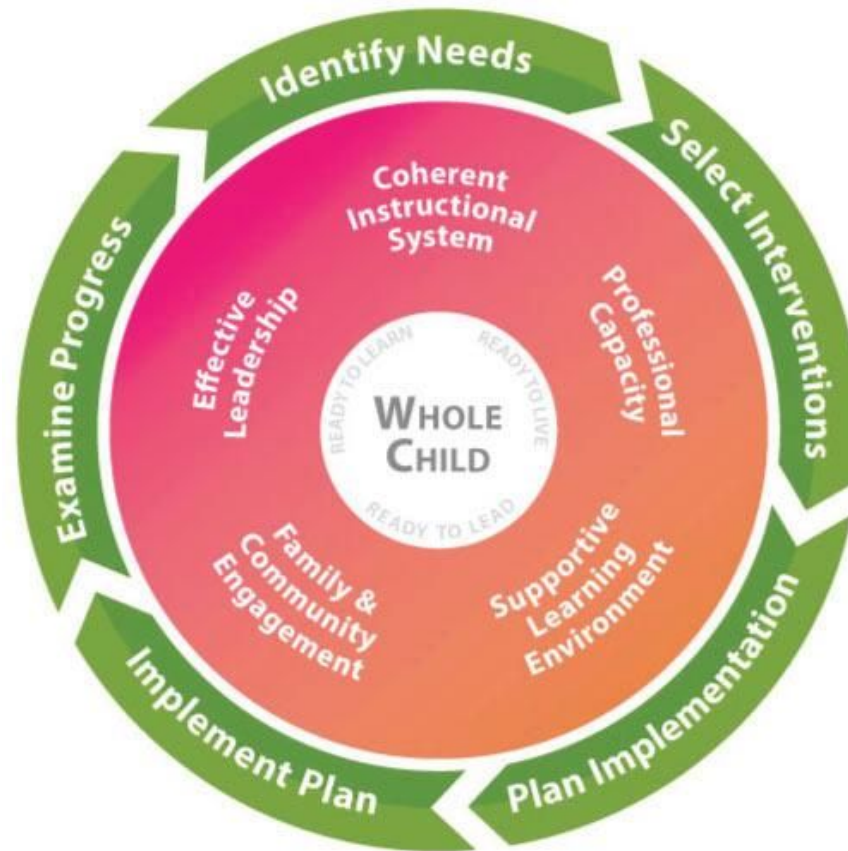 Identify Needs
Select Interventions
Plan Implementation
Implement Plan
Examine Progress
Coherent
Instructional
System
Professional
Capacity
Supportive
Learning
Environment
Family &
Community
Engagement
Effective
Leadership
READY TO LEARN
READY TO LIVE
READY TO LEAD
WHOLE
CHILD